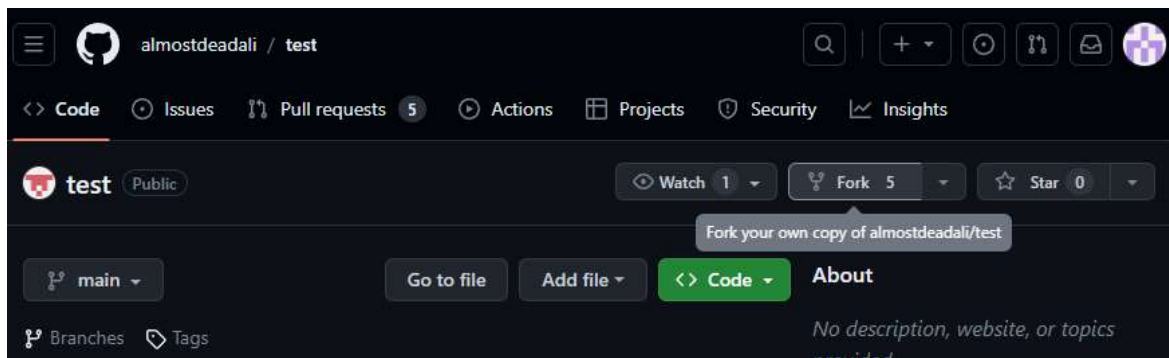 almostdeadali / test
Code Issues Pull requests 5 Actions Projects Security Insights
test Public Watch 1 Fork 5 Star 0
Fork your own copy of almostdeadali/test
main Go to file Add file Code About
Branches Tags No description, website, or topics
provided